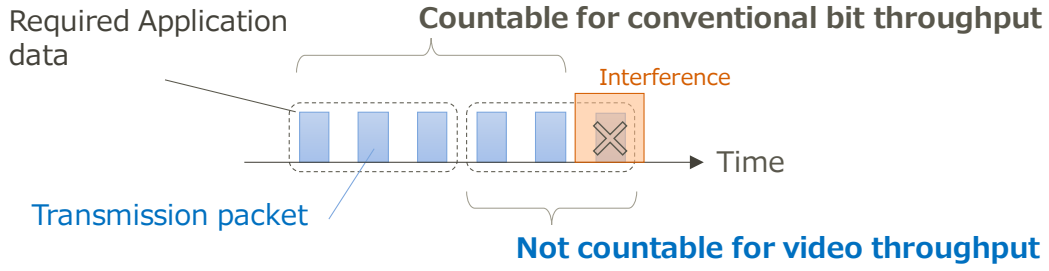 Required Application
data
Countable for conventional bit throughput
Interference
Time
Transmission packet
Not countable for video throughput